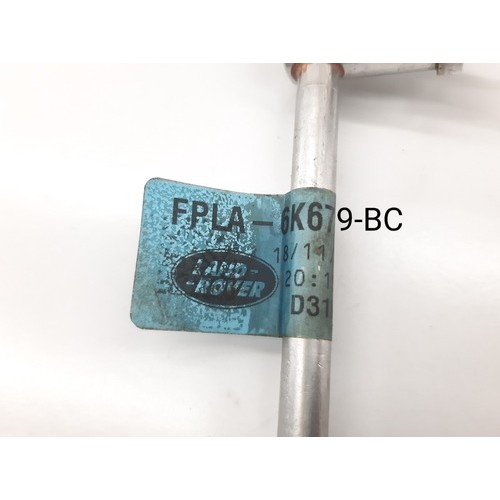 FPLA-6K679-BC
18/11
LAND-
-ROVER
20:1
D31